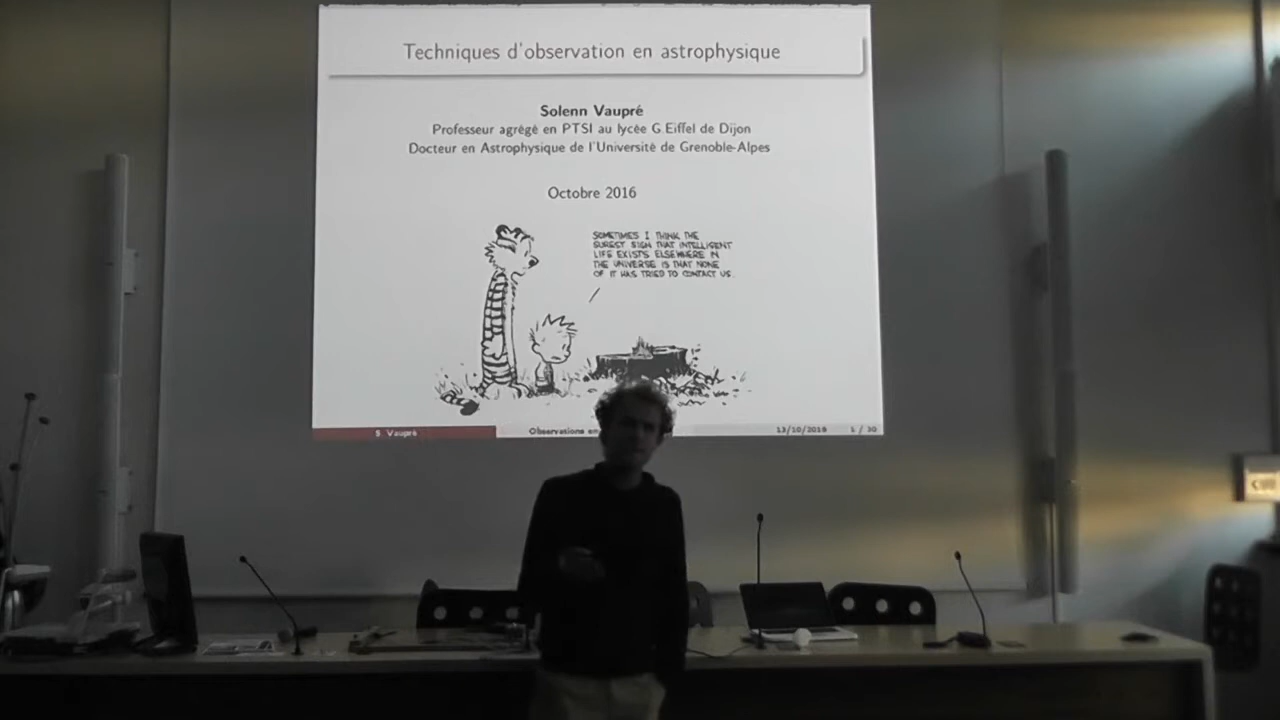 Techniques d'observation en astrophysique
Solenn Vaupré
Professeur agrégé en PTSI au lycée G.Eiffel de Dijon
Docteur en Astrophysique de l'Université de Grenoble-Alpes
Octobre 2016
SOMETIMES I THINK THE
SUREST SIGN THAT INTELLIGENT
LIFE EXISTS ELSEWHERE IN
THE UNIVERSE IS THAT NONE
OF IT HAS TRIED TO CONTACT US.
S. Vaupré
Observations en
13/10/2016
1 / 30